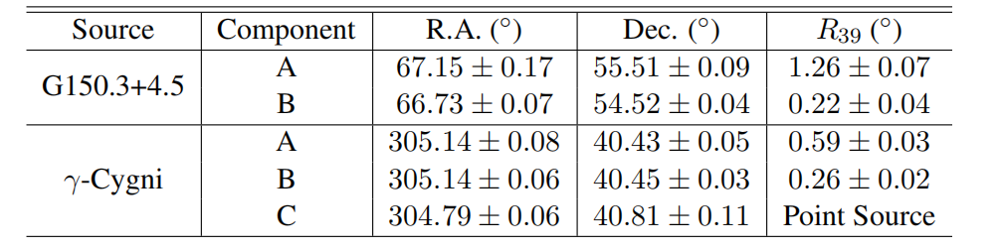 Source Component R.A. (°) Dec. (°) R₃₉ (°)
G150.3+4.5 A 67.15 ± 0.17 55.51 ± 0.09 1.26 ± 0.07
B 66.73 ± 0.07 54.52 ± 0.04 0.22 ± 0.04
γ-Cygni A 305.14 ± 0.08 40.43 ± 0.05 0.59 ± 0.03
B 305.14 ± 0.06 40.45 ± 0.03 0.26 ± 0.02
C 304.79 ± 0.06 40.81 ± 0.11 Point Source